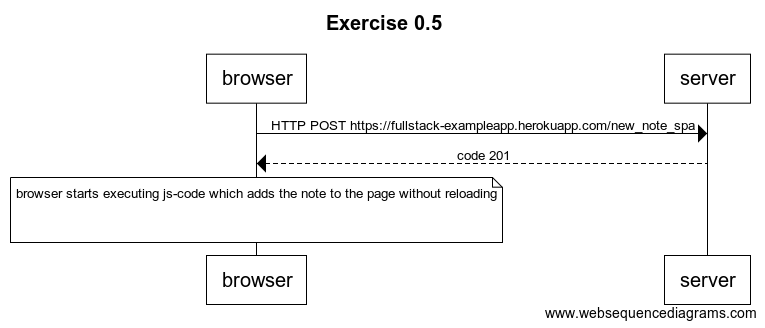 Exercise 0.5
browser
server
HTTP POST https://fullstack-exampleapp.herokuapp.com/new_note_spa
code 201
browser starts executing js-code which adds the note to the page without reloading
browser
server
www.websequencediagrams.com